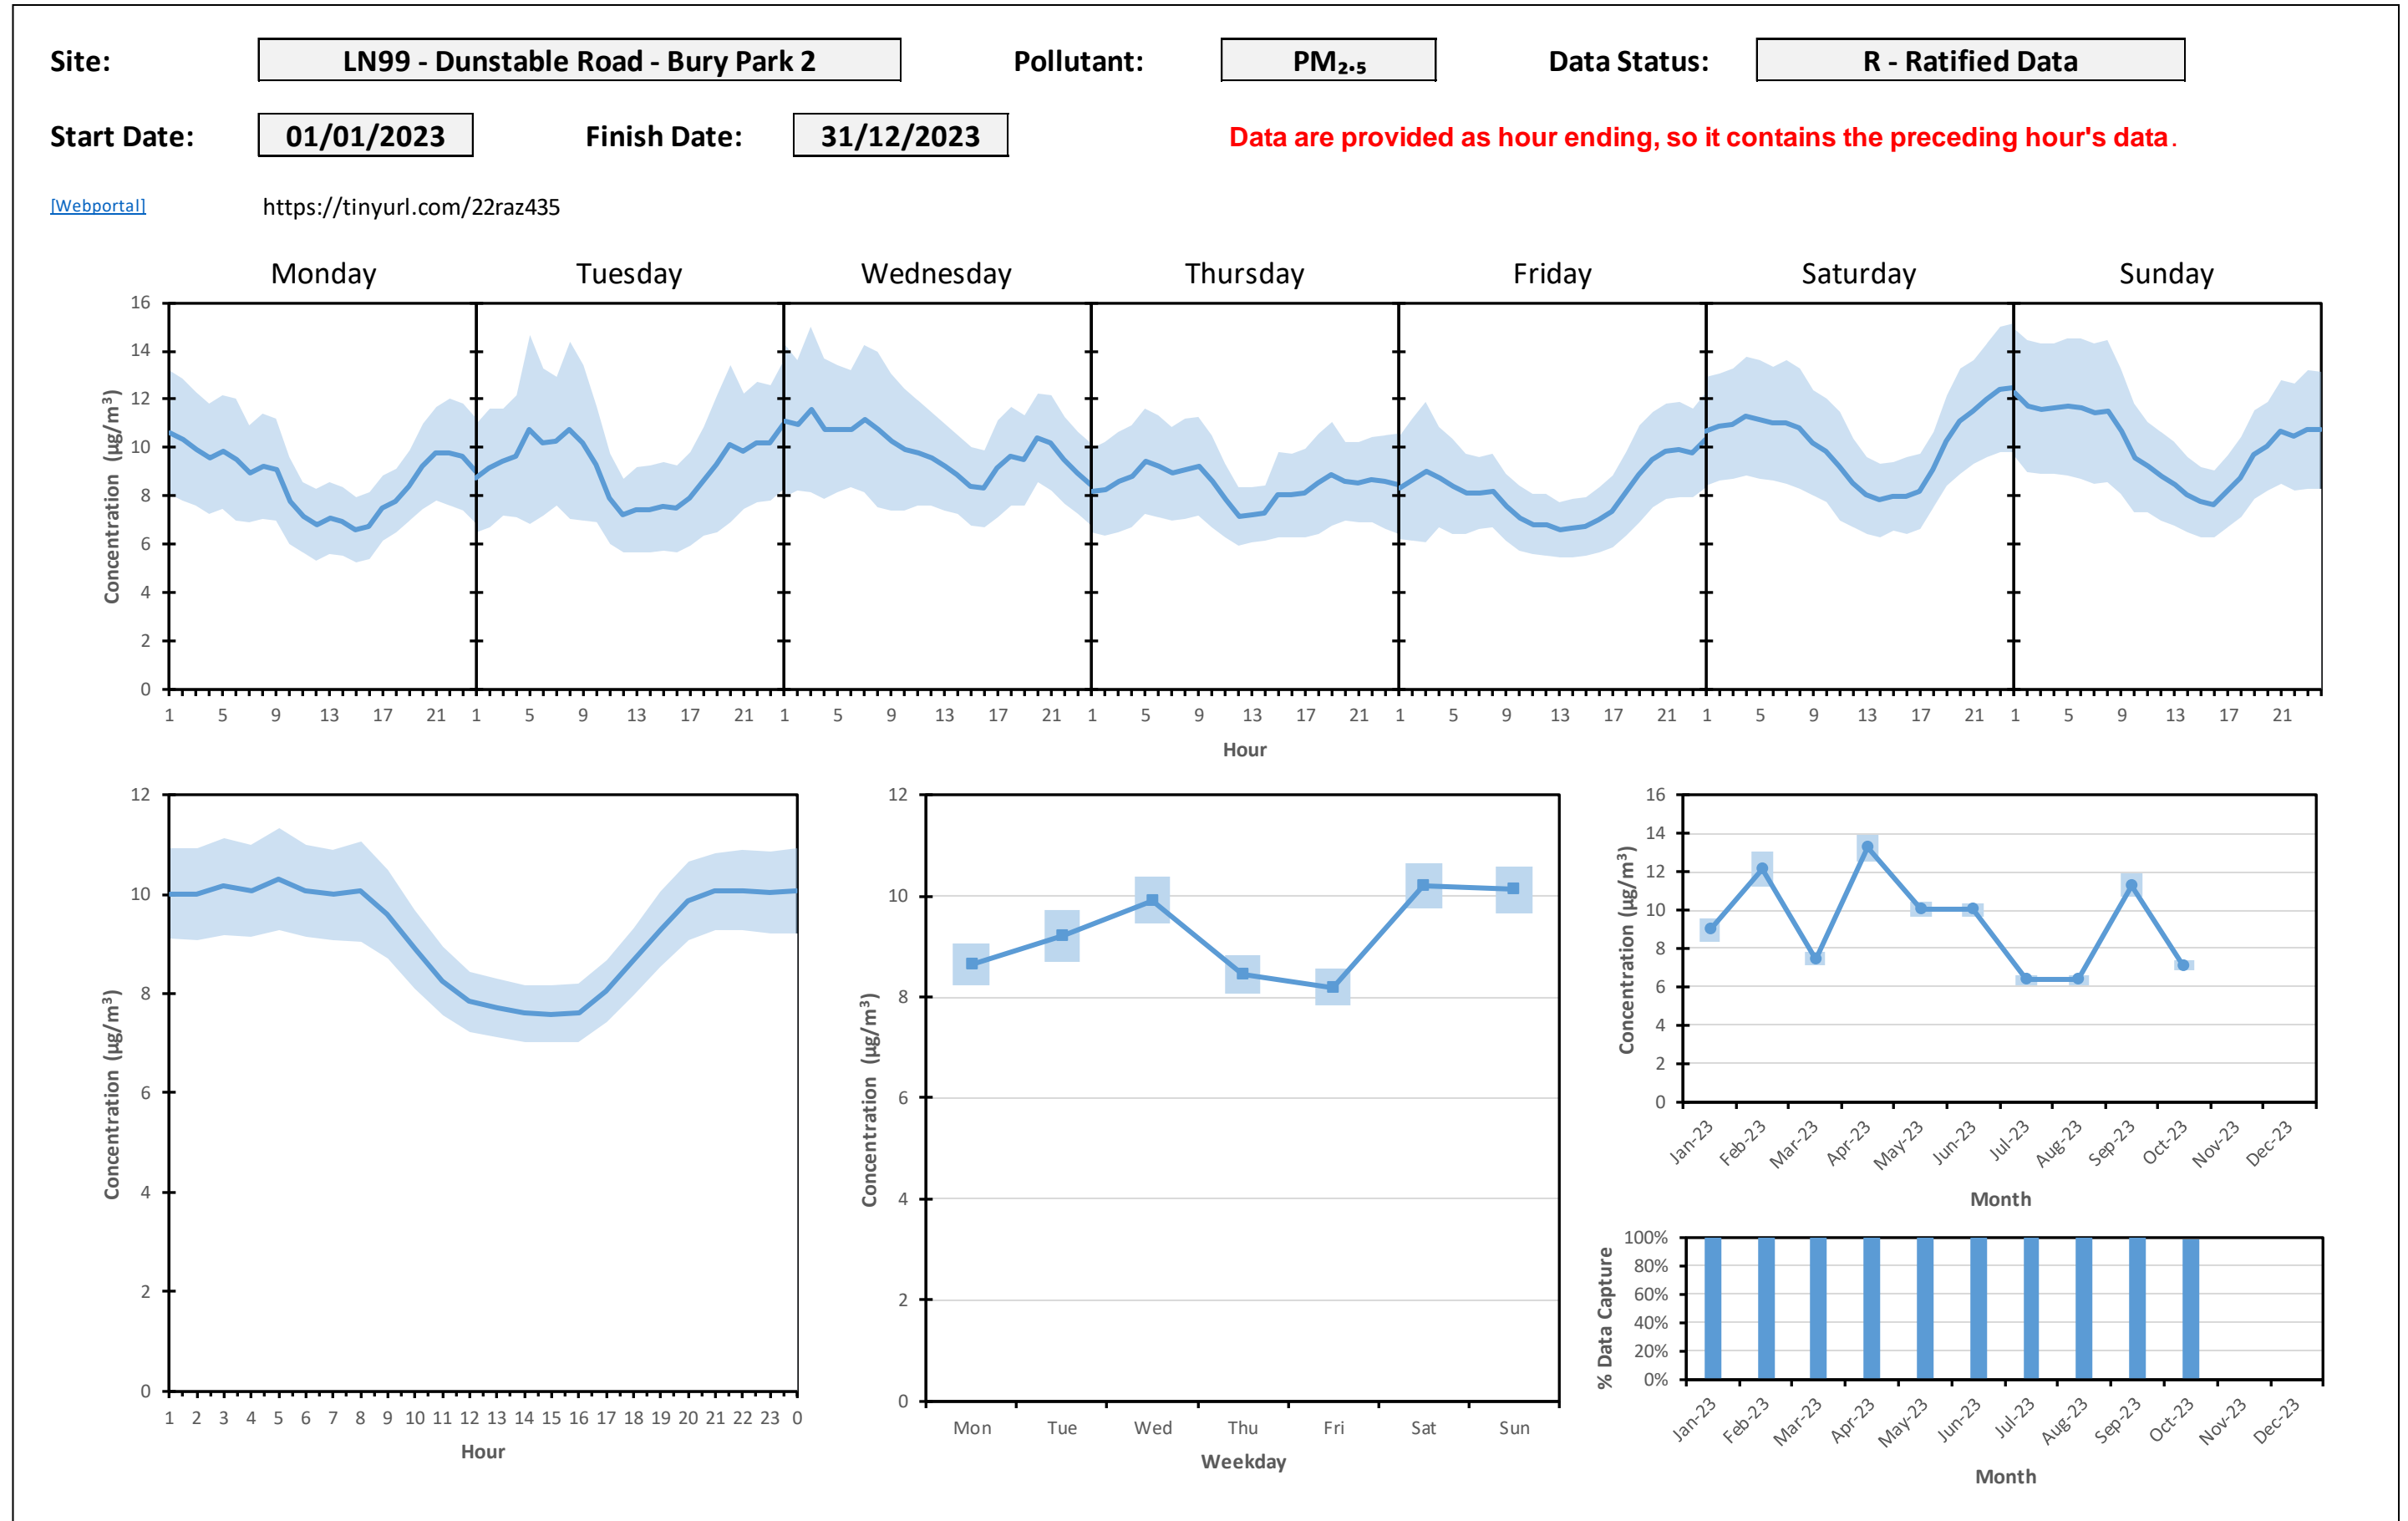 Site: LN99 - Dunstable Road - Bury Park 2 Pollutant: PM₂.₅ Data Status: R - Ratified Data
Start Date: 01/01/2023 Finish Date: 31/12/2023 Data are provided as hour ending, so it contains the preceding hour's data.
[Webportal] https://tinyurl.com/22raz435
Monday Tuesday Wednesday Thursday Friday Saturday Sunday
Concentration (µg/m³)
16
14
12
10
8
6
4
2
0
1 5 9 13 17 21 1 5 9 13 17 21 1 5 9 13 17 21 1 5 9 13 17 21 1 5 9 13 17 21 1 5 9 13 17 21 1 5 9 13 17 21
Hour
Concentration (µg/m³)
12
10
8
6
4
2
0
1 2 3 4 5 6 7 8 9 10 11 12 13 14 15 16 17 18 19 20 21 22 23 0
Hour
Concentration (µg/m³)
12
10
8
6
4
2
0
Mon Tue Wed Thu Fri Sat Sun
Weekday
Concentration (µg/m³)
16
14
12
10
8
6
4
2
0
Jan-23 Feb-23 Mar-23 Apr-23 May-23 Jun-23 Jul-23 Aug-23 Sep-23 Oct-23 Nov-23 Dec-23
Month
% Data Capture
100%
80%
60%
40%
20%
0%
Jan-23 Feb-23 Mar-23 Apr-23 May-23 Jun-23 Jul-23 Aug-23 Sep-23 Oct-23 Nov-23 Dec-23
Month